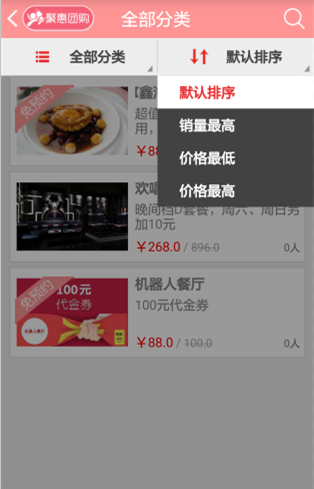 聚惠团购
全部分类
全部分类
默认排序
默认排序
销量最高
价格最低
价格最高
免预约
【鑫
超值
用，
￥88
欢唱
晚间档D套餐，周六、周日另
加10元
￥268.0 / 896.0
0人
免预约
100元
代金券
机器人餐厅
机器人餐厅
100元代金券
￥88.0 / 100.0
0人